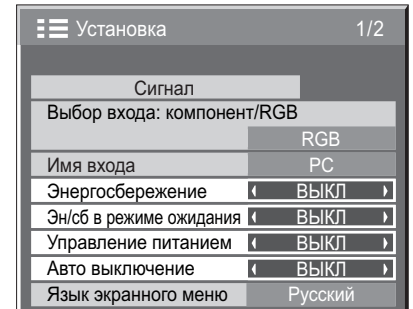 Установка 1/2
Сигнал
Выбор входа: компонент/RGB
RGB
Имя входа PC
Энергосбережение ВЫКЛ
Эн/сб в режиме ожидания ВЫКЛ
Управление питанием ВЫКЛ
Авто выключение ВЫКЛ
Язык экранного меню Русский